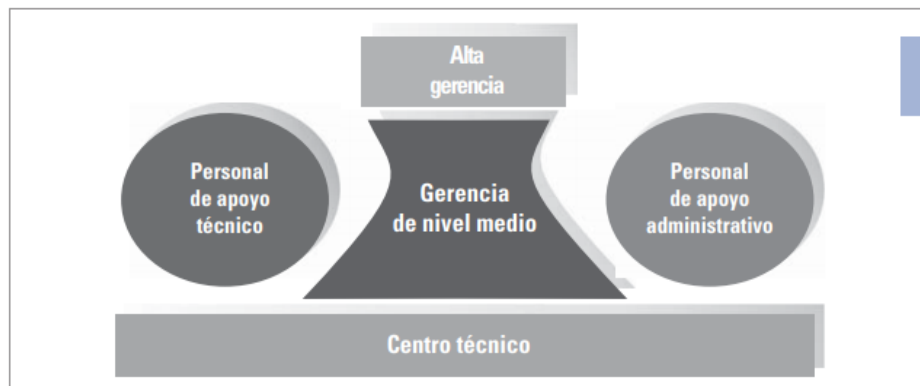 Alta
gerencia
Personal
de apoyo
técnico
Gerencia
de nivel medio
Personal
de apoyo
administrativo
Centro técnico